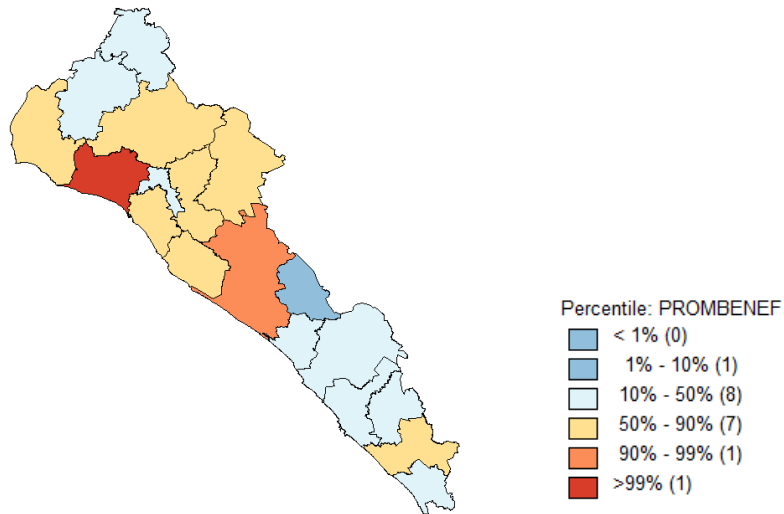 Percentile: PROMBENEF
< 1% (0)
1% - 10% (1)
10% - 50% (8)
50% - 90% (7)
90% - 99% (1)
>99% (1)